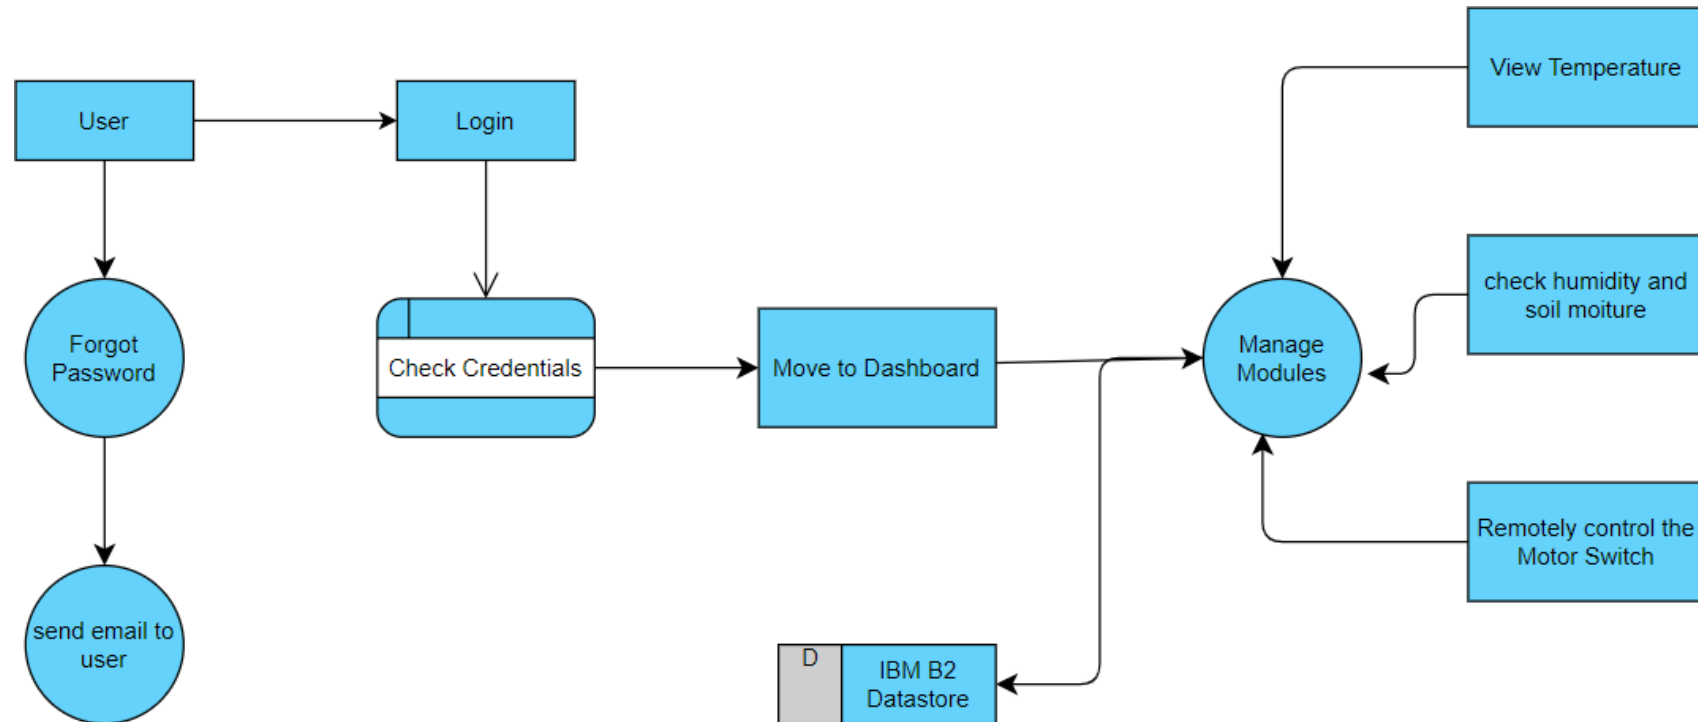 User
Login
View Temperature
check humidity and
soil moiture
Forgot
Password
Check Credentials
Move to Dashboard
Manage
Modules
Remotely control the
Motor Switch
send email to
user
D
IBM B2
Datastore